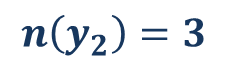 n(y₂) = 3